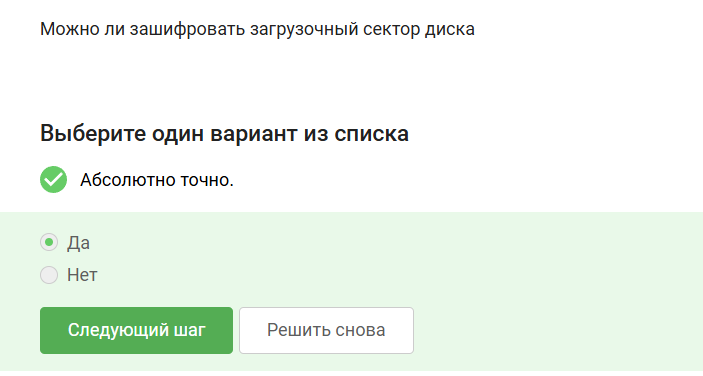 Можно ли зашифровать загрузочный сектор диска
Выберите один вариант из списка
Абсолютно точно.
Да
Нет
Следующий шаг
Решить снова